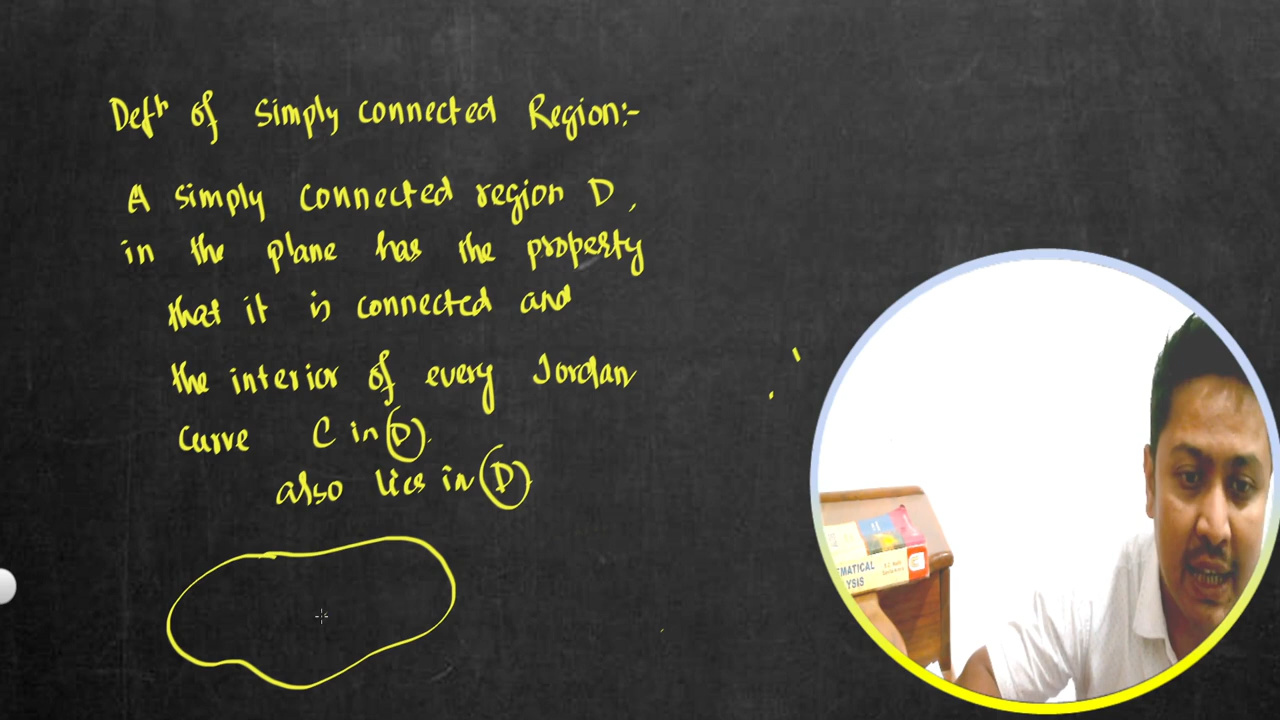 Defn of Simply connected Region:-
A simply connected region D,
in the plane has the property
that it is connected and
the interior of every Jordan
curve C in D.
also lies in D.
MATICAL
YSIS